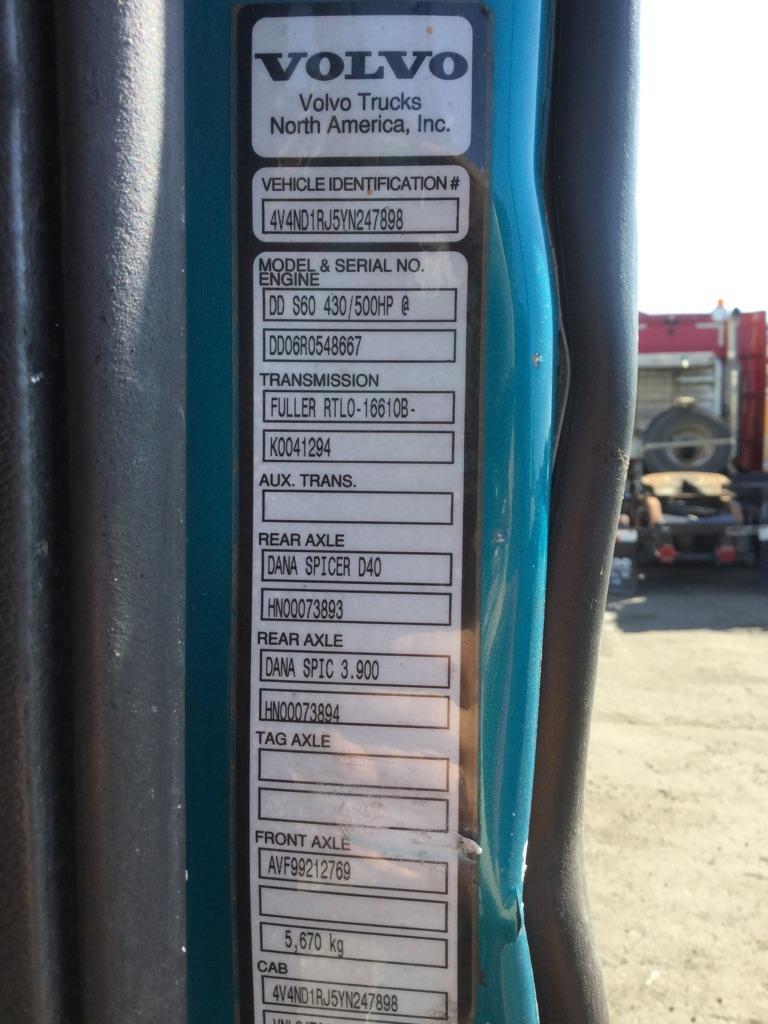 VOLVO
Volvo Trucks
North America, Inc.
VEHICLE IDENTIFICATION #
4V4ND1RJ5YN247898
MODEL & SERIAL NO.
ENGINE
DD S60 430/500HP @
DD06R0548667
TRANSMISSION
FULLER RTLO-16610B-
K0041294
AUX. TRANS.
REAR AXLE
DANA SPICER D40
HN00073893
REAR AXLE
DANA SPIC 3.900
HN00073894
TAG AXLE
FRONT AXLE
AVF99212769
5,670 kg
CAB
4V4ND1RJ5YN247898